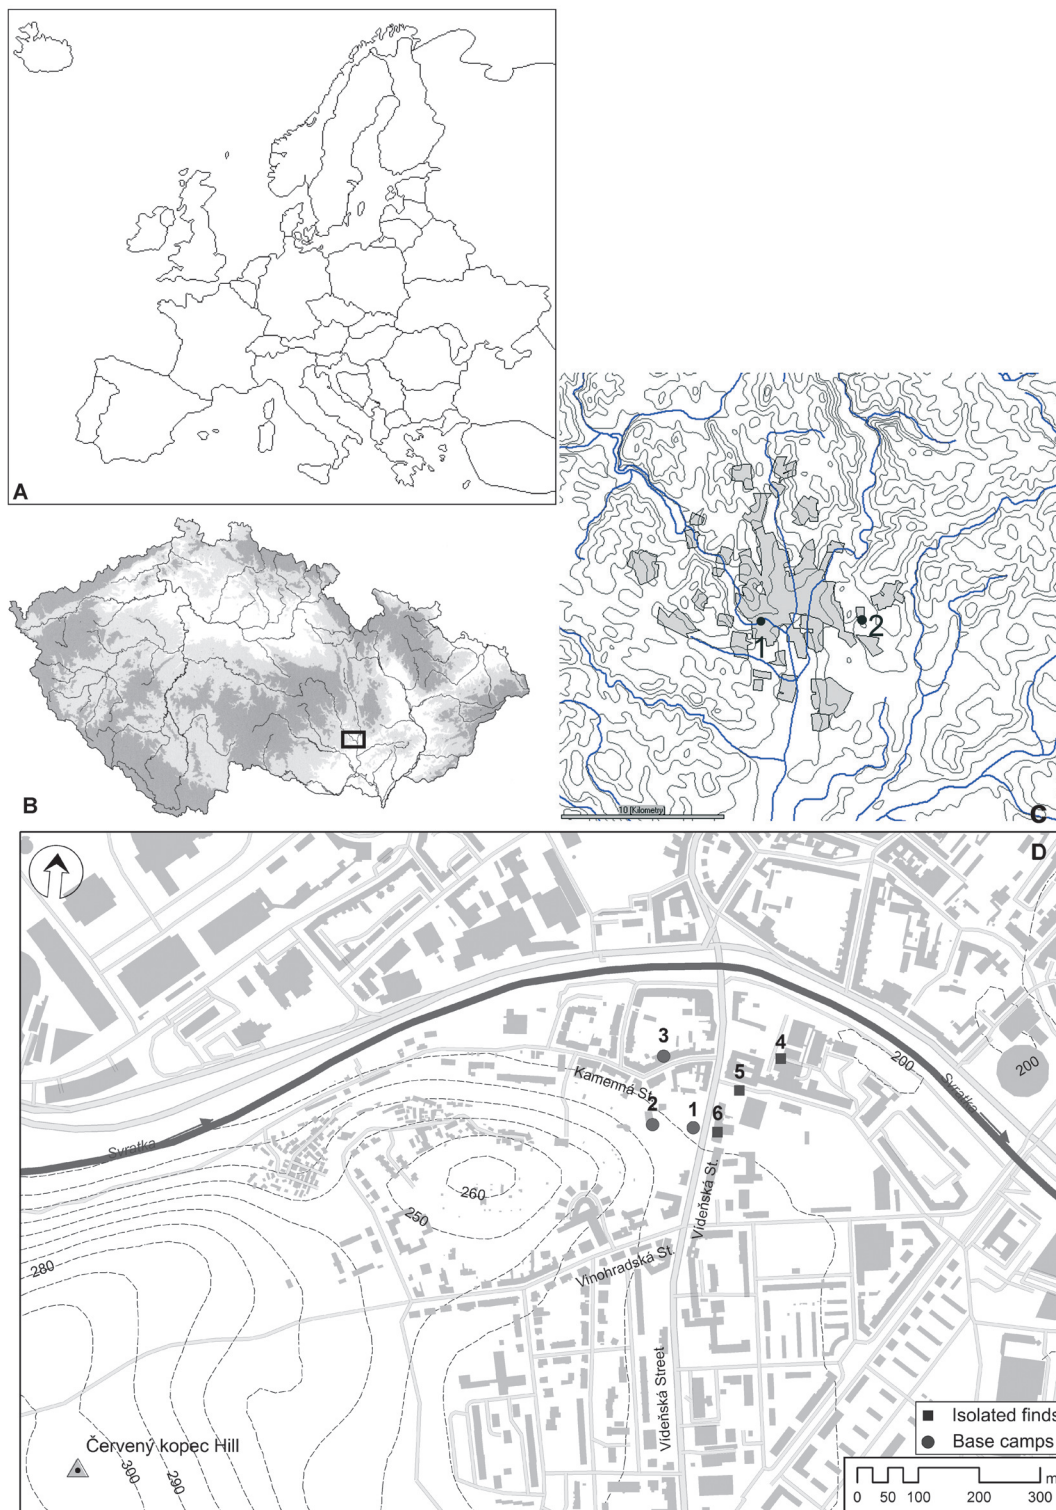 A
B
1
2
10 [Kilometry]
C
D
3
4
200
5
Kamenná St.
2
1
6
200
Svratka
Svratka
260
250
Vídeňská St.
Vinohradská St.
280
Vídeňská Street
Isolated finds
Base camps
Červený kopec Hill
300
290
m
0 50 100 200 300